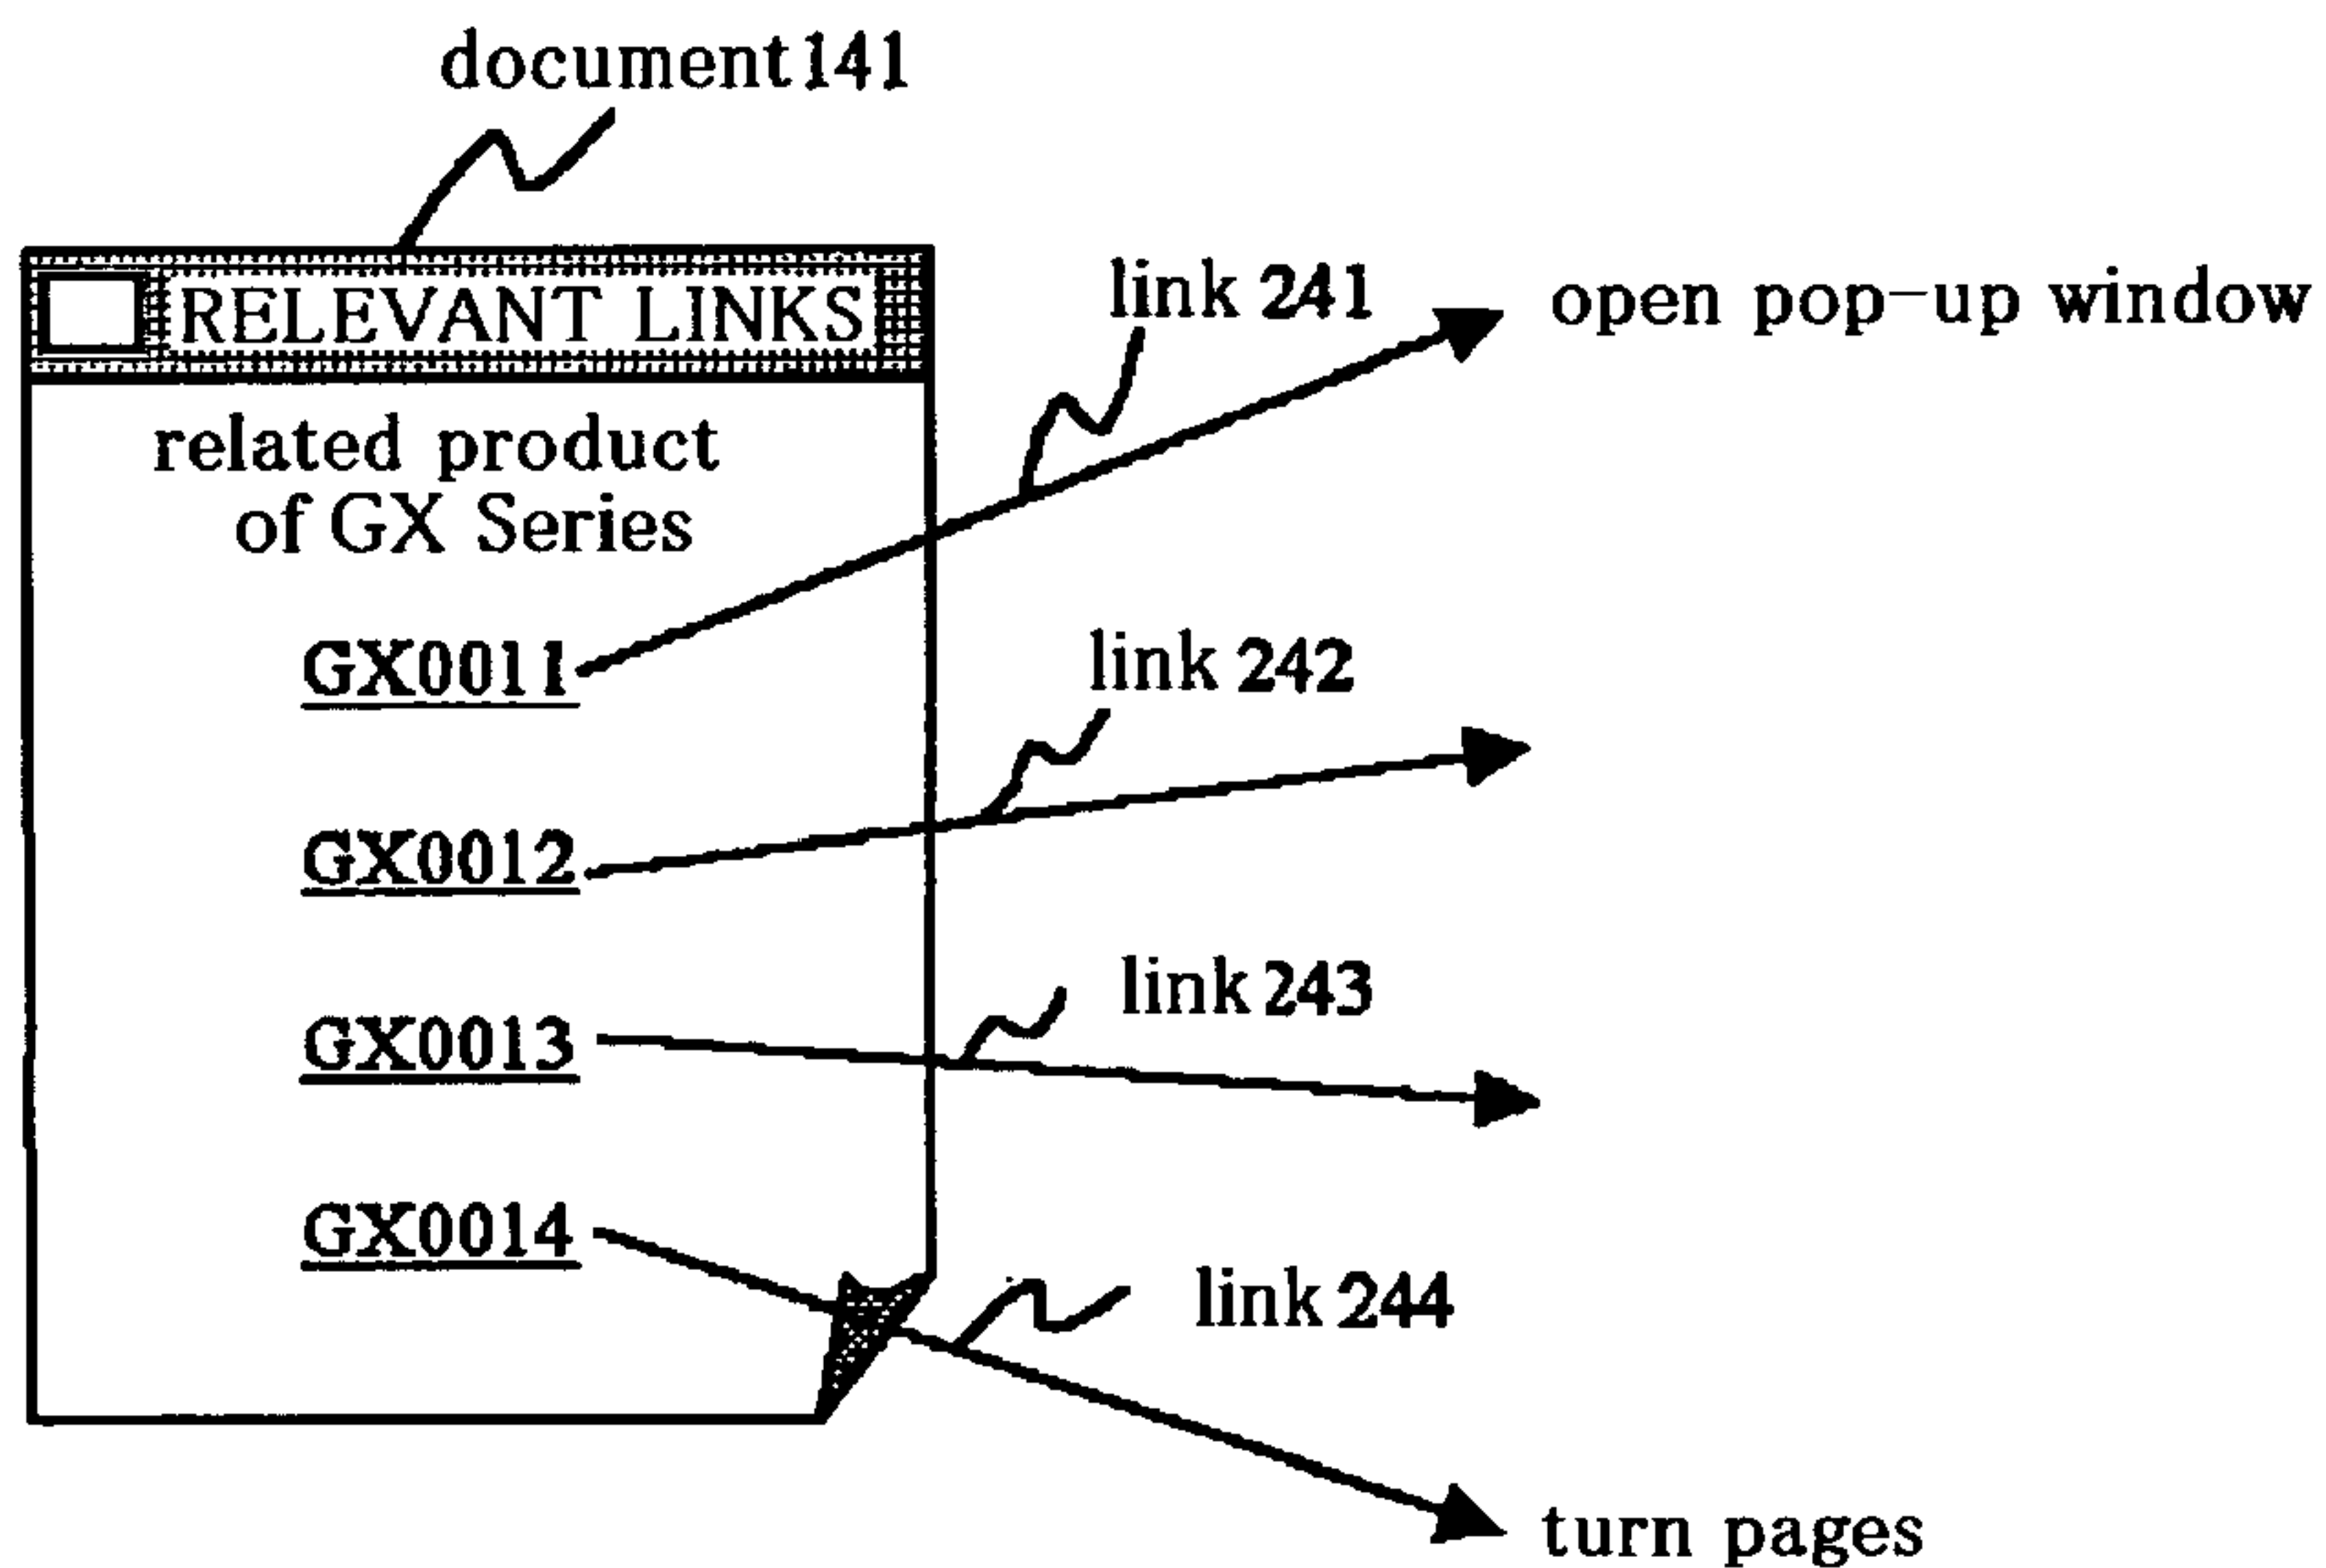 document141
RELEVANT LINKS
related product
of GX Series
link 241
open pop-up window
GX0011
link 242
GX0012
link 243
GX0013
GX0014
link 244
turn pages